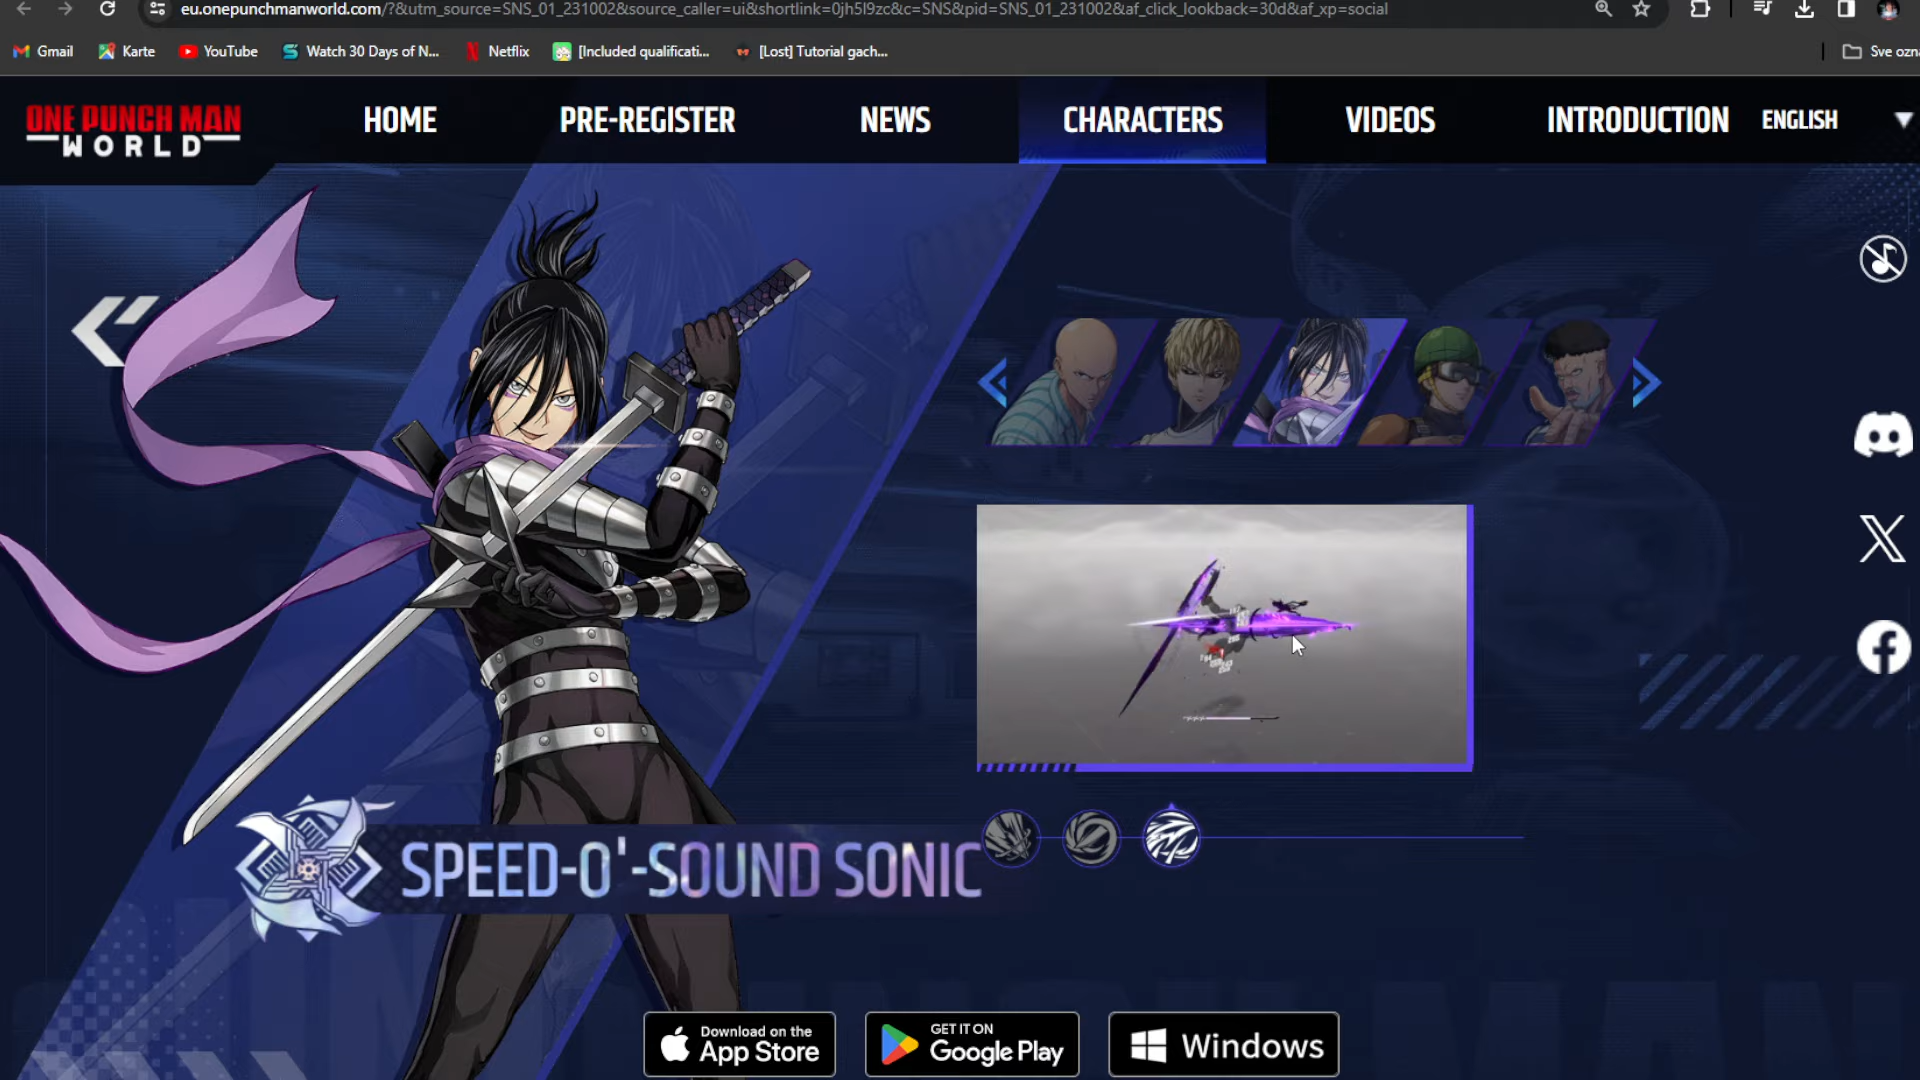 eu.onepunchmanworld.com/?&utm_source=SNS_01_231002&source_caller=ui&shortlink=0jh5l9zc&c=SNS&pid=SNS_01_231002&af_click_lookback=30d&af_xp=social
Gmail Karte YouTube Watch 30 Days of N... Netflix [Included qualificati... [Lost] Tutorial gach... Sve ozna
ONE PUNCH MAN
WORLD
HOME PRE-REGISTER NEWS CHARACTERS VIDEOS INTRODUCTION ENGLISH
SPEED-O'-SOUND SONIC
Download on the
App Store
GET IT ON
Google Play
Windows